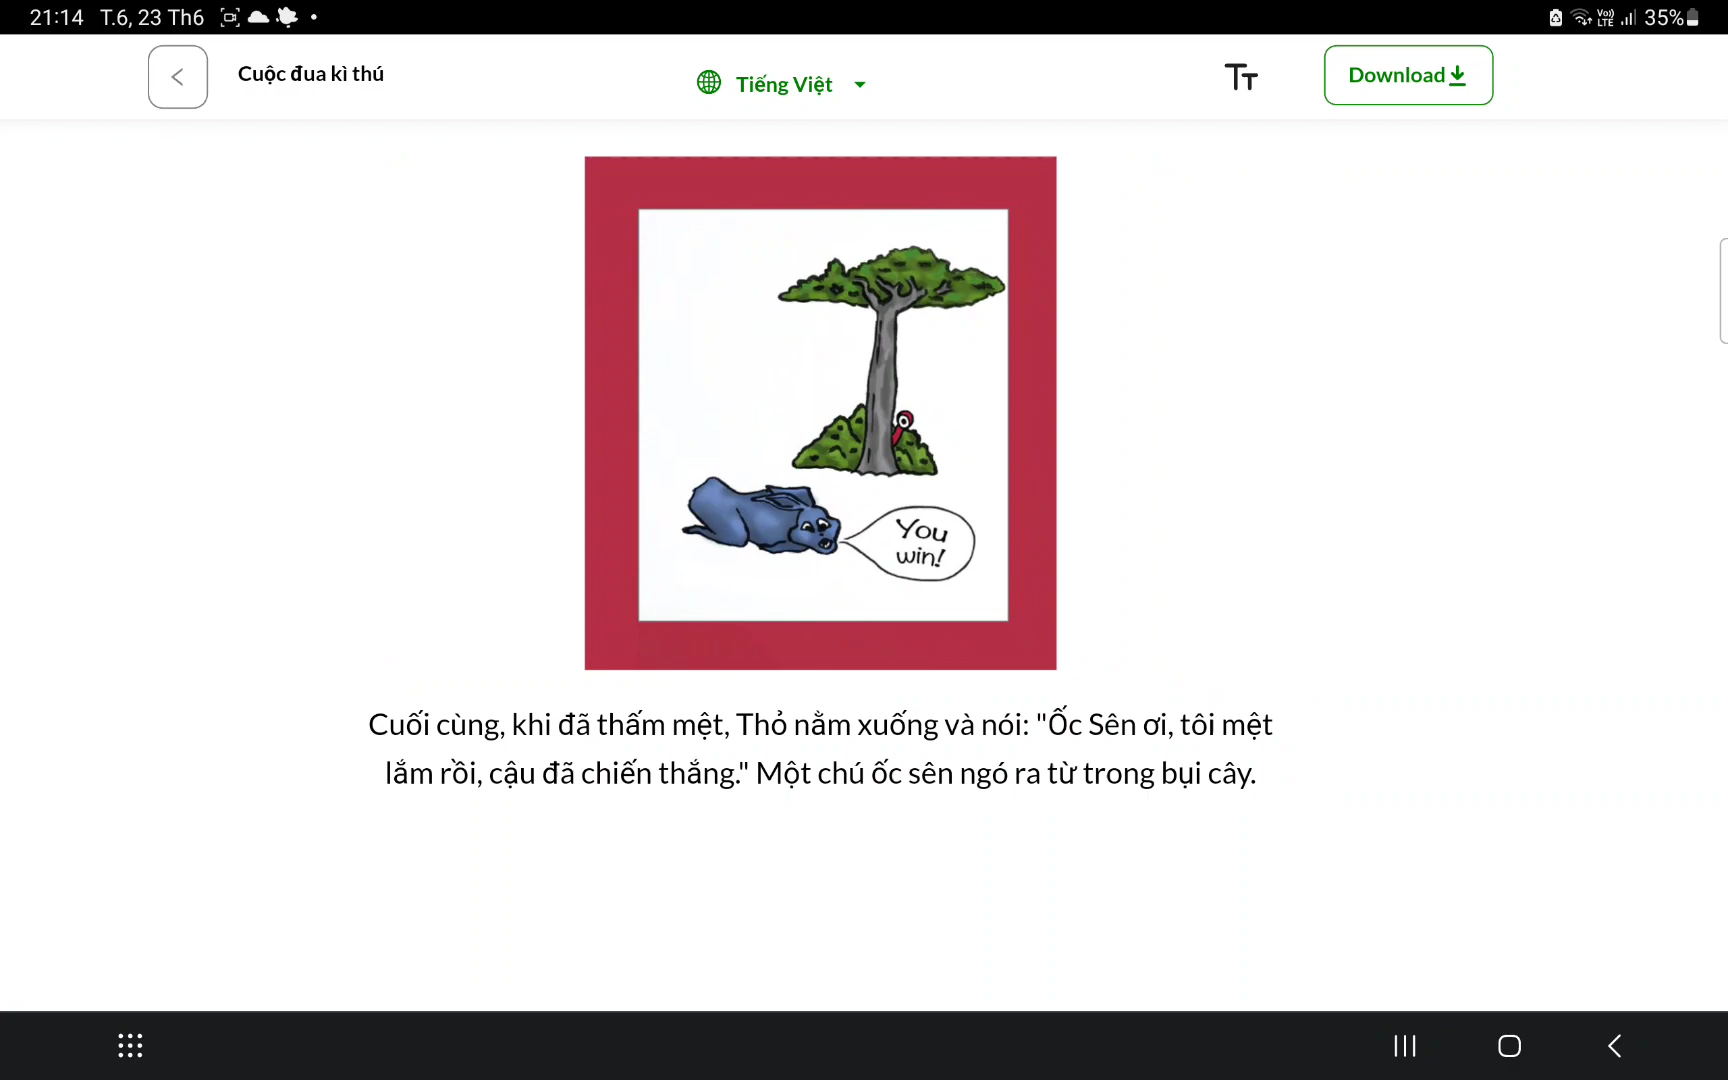 21:14 T.6, 23 Th6
Vo)) LTE 35%
Cuộc đua kì thú
Tiếng Việt
Download
You
win!
Cuối cùng, khi đã thấm mệt, Thỏ nằm xuống và nói: "Ốc Sên ơi, tôi mệt
lắm rồi, cậu đã chiến thắng." Một chú ốc sên ngó ra từ trong bụi cây.